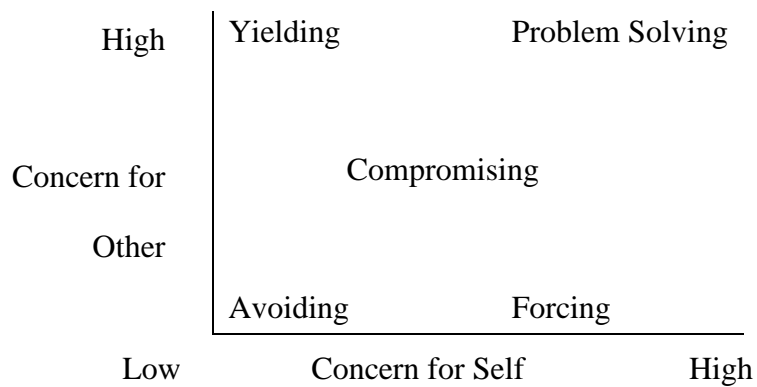 High
Yielding
Problem Solving
Concern for
Compromising
Other
Avoiding
Forcing
Low
Concern for Self
High